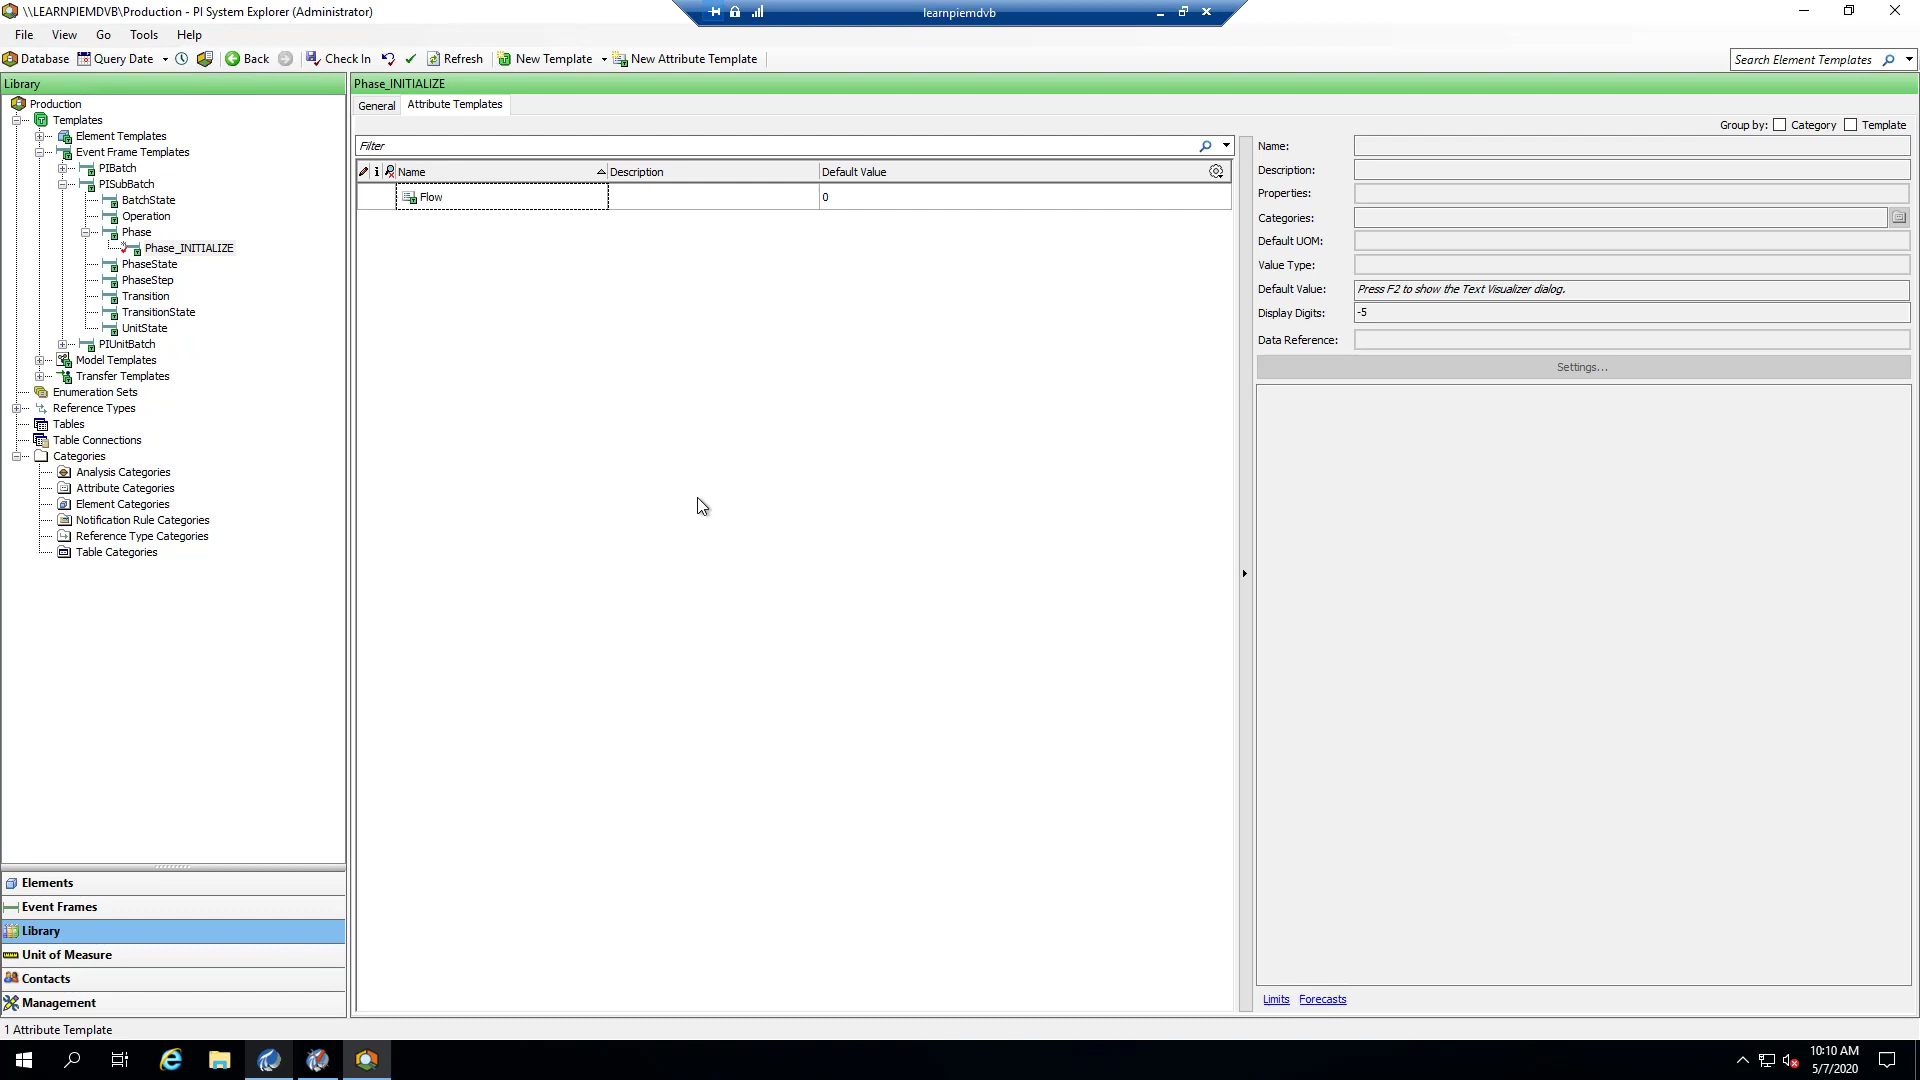 \\LEARNPIEMDVB\Production - PI System Explorer (Administrator)
learnpiemdvb
File View Go Tools Help
Database Query Date Back Check In Refresh New Template New Attribute Template
Search Element Templates
Library
Production
Templates
Element Templates
Event Frame Templates
PIBatch
PISubBatch
BatchState
Operation
Phase
Phase_INITIALIZE
PhaseState
PhaseStep
Transition
TransitionState
UnitState
PIUnitBatch
Model Templates
Transfer Templates
Enumeration Sets
Reference Types
Tables
Table Connections
Categories
Analysis Categories
Attribute Categories
Element Categories
Notification Rule Categories
Reference Type Categories
Table Categories
Elements
Event Frames
Library
Unit of Measure
Contacts
Management
Phase_INITIALIZE
General Attribute Templates
Group by: Category Template
Filter
Name Description Default Value
Flow 0
Name:
Description:
Properties:
Categories:
Default UOM:
Value Type:
Default Value: Press F2 to show the Text Visualizer dialog.
Display Digits: -5
Data Reference:
Settings...
Limits Forecasts
1 Attribute Template
10:10 AM
5/7/2020